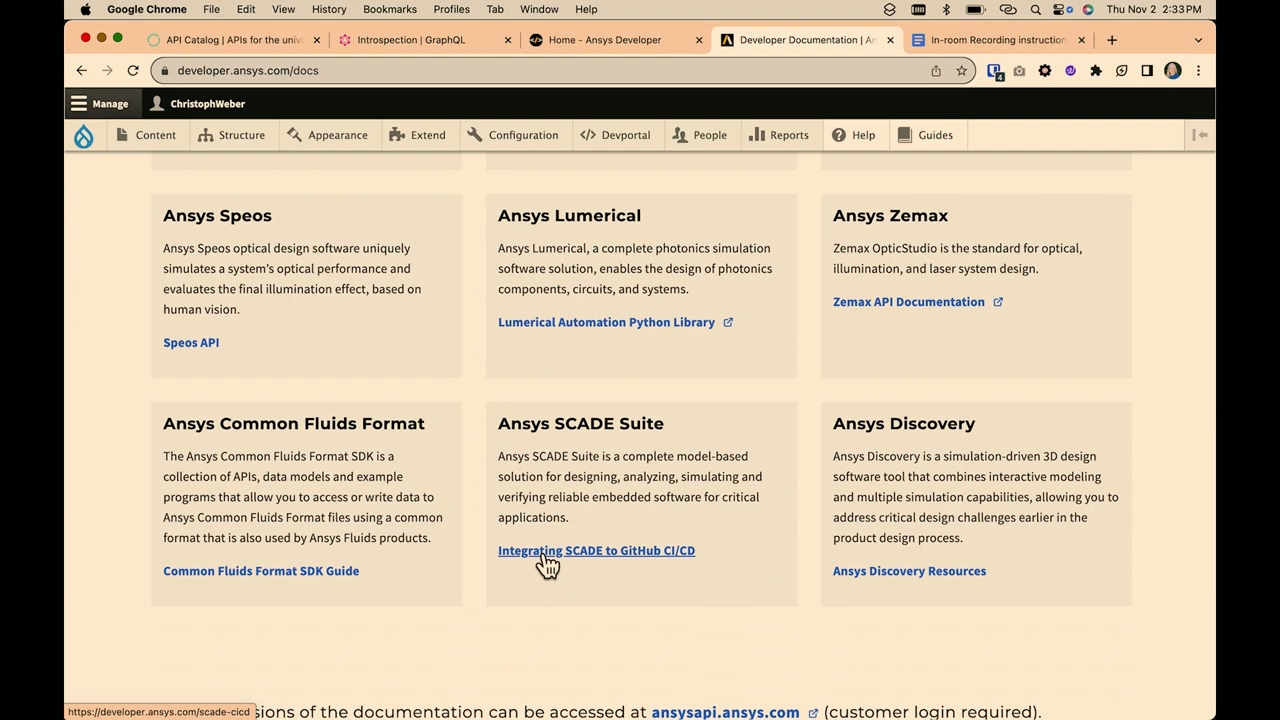 Google Chrome File Edit View History Bookmarks Profiles Tab Window Help Thu Nov 2 2:33 PM
API Catalog | APIs for the unive
Introspection | GraphQL
Home - Ansys Developer
Developer Documentation | An
In-room Recording instruction
developer.ansys.com/docs
4
Manage ChristophWeber
Content Structure Appearance Extend Configuration Devportal People Reports Help Guides
Ansys Speos
Ansys Speos optical design software uniquely
simulates a system's optical performance and
evaluates the final illumination effect, based on
human vision.
Speos API
Ansys Lumerical
Ansys Lumerical, a complete photonics simulation
software solution, enables the design of photonics
components, circuits, and systems.
Lumerical Automation Python Library
Ansys Zemax
Zemax OpticStudio is the standard for optical,
illumination, and laser system design.
Zemax API Documentation
Ansys Common Fluids Format
The Ansys Common Fluids Format SDK is a
collection of APIs, data models and example
programs that allow you to access or write data to
Ansys Common Fluids Format files using a common
format that is also used by Ansys Fluids products.
Common Fluids Format SDK Guide
Ansys SCADE Suite
Ansys SCADE Suite is a complete model-based
solution for designing, analyzing, simulating and
verifying reliable embedded software for critical
applications.
Integrating SCADE to GitHub CI/CD
Ansys Discovery
Ansys Discovery is a simulation-driven 3D design
software tool that combines interactive modeling
and multiple simulation capabilities, allowing you to
address critical design challenges earlier in the
product design process.
Ansys Discovery Resources
https://developer.ansys.com/scade-cicd
sions of the documentation can be accessed at ansysapi.ansys.com (customer login required).